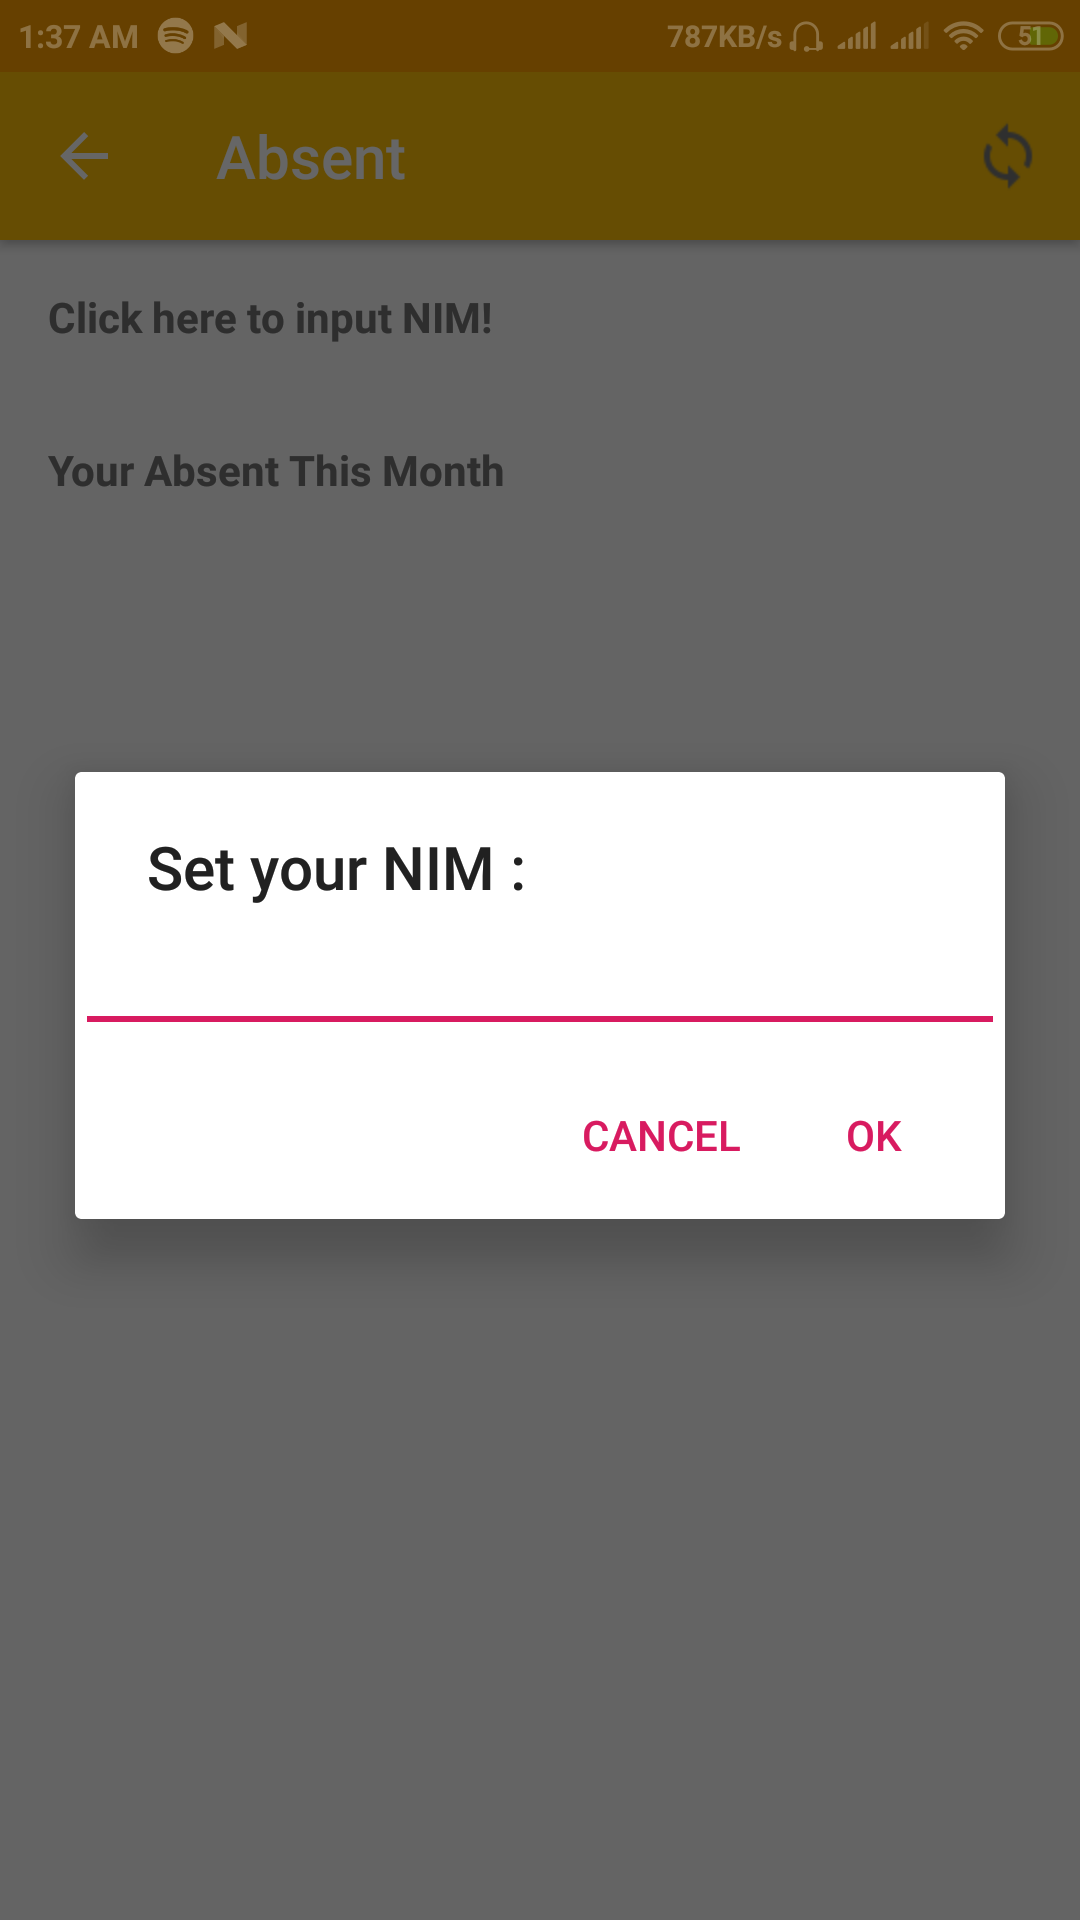 1:37 AM 787KB/s 51
Absent
Click here to input NIM!
Your Absent This Month
Set your NIM :
CANCEL OK